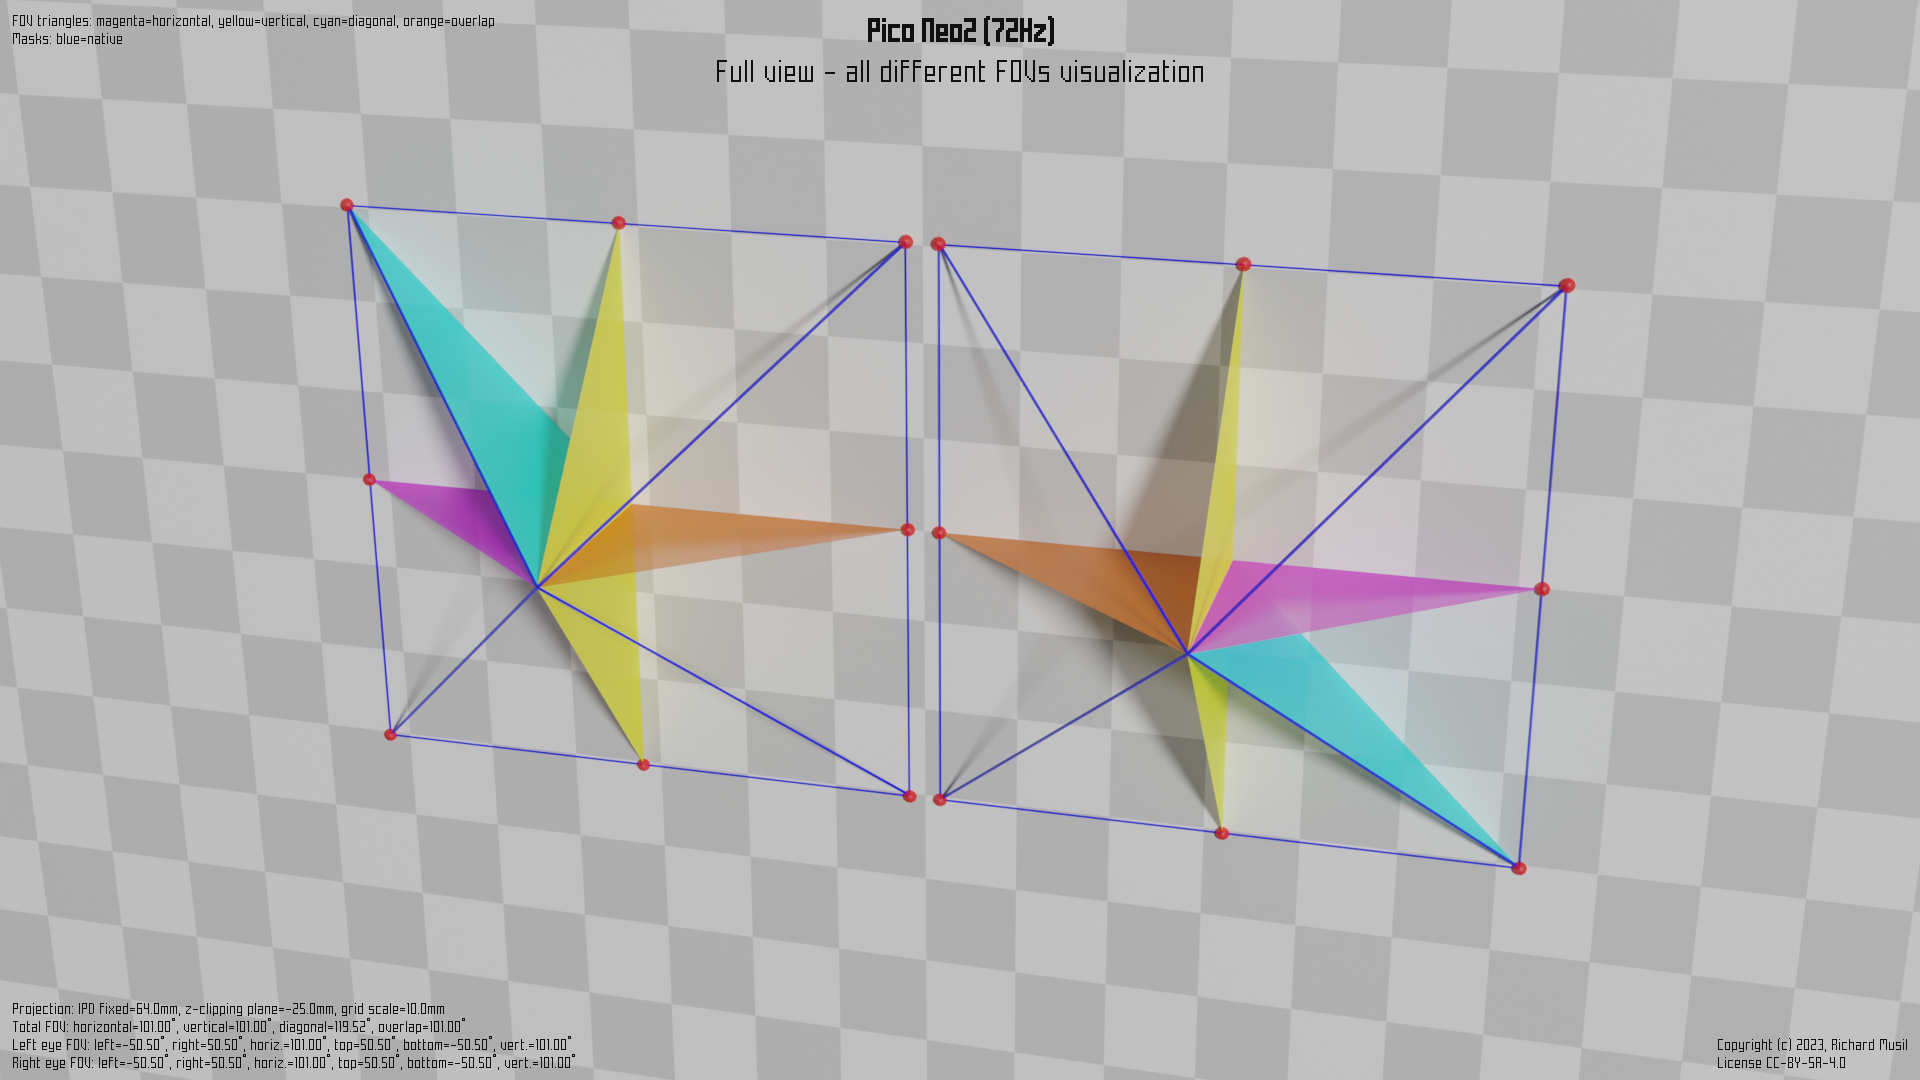 FOV triangles: magenta=horizontal, yellow=vertical, cyan=diagonal, orange=overlap
Masks: blue=native
Pico Neo2 (72Hz)
Full view - all different FOVs visualization
Projection: IPD fixed=64.0mm, z-clipping plane=-25.0mm, grid scale=10.0mm
Total FOV: horizontal=101.00°, vertical=101.00°, diagonal=119.52°, overlap=101.00°
Left eye FOV: left=-50.50°, right=50.50°, horiz.=101.00°, top=50.50°, bottom=-50.50°, vert.=101.00°
Right eye FOV: left=-50.50°, right=50.50°, horiz.=101.00°, top=50.50°, bottom=-50.50°, vert.=101.00°
Copyright (c) 2023, Richard Musil
License CC-BY-SA-4.0